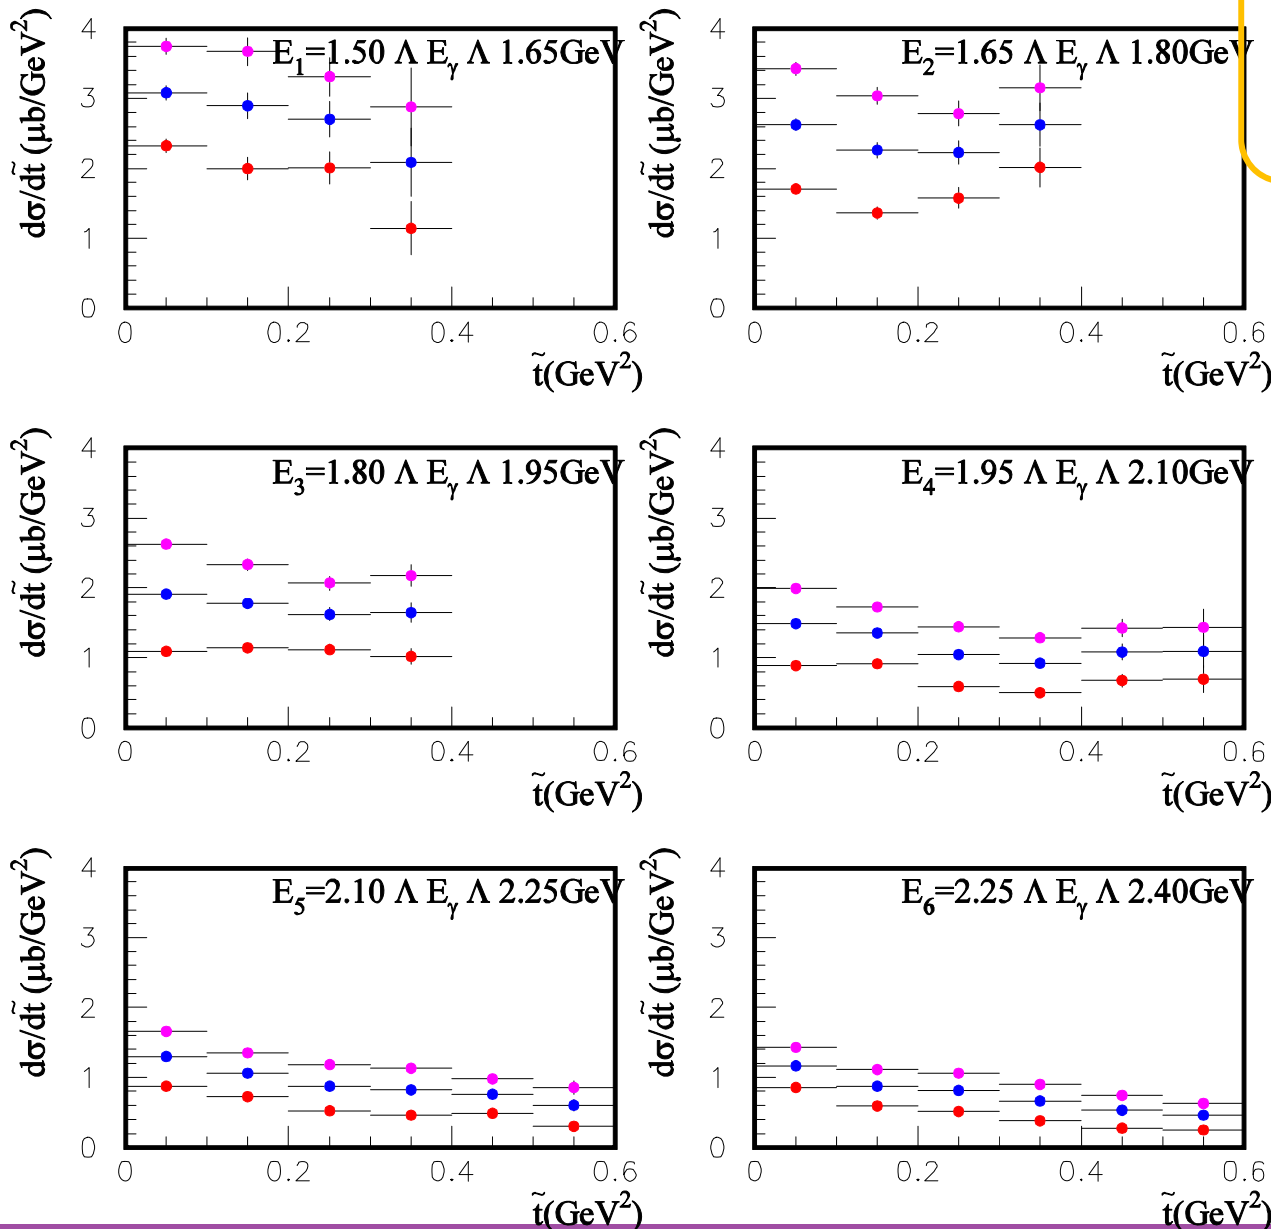 dσ/dt̃ (μb/GeV²)
4
3
2
1
0
E₁=1.50 Λ Eᵧ Λ 1.65GeV
0 0.2 0.4 0.6
t̃(GeV²)
dσ/dt̃ (μb/GeV²)
4
3
2
1
0
E₂=1.65 Λ Eᵧ Λ 1.80GeV
0 0.2 0.4 0.6
t̃(GeV²)
dσ/dt̃ (μb/GeV²)
4
3
2
1
0
E₃=1.80 Λ Eᵧ Λ 1.95GeV
0 0.2 0.4 0.6
t̃(GeV²)
dσ/dt̃ (μb/GeV²)
4
3
2
1
0
E₄=1.95 Λ Eᵧ Λ 2.10GeV
0 0.2 0.4 0.6
t̃(GeV²)
dσ/dt̃ (μb/GeV²)
4
3
2
1
0
E₅=2.10 Λ Eᵧ Λ 2.25GeV
0 0.2 0.4 0.6
t̃(GeV²)
dσ/dt̃ (μb/GeV²)
4
3
2
1
0
E₆=2.25 Λ Eᵧ Λ 2.40GeV
0 0.2 0.4 0.6
t̃(GeV²)